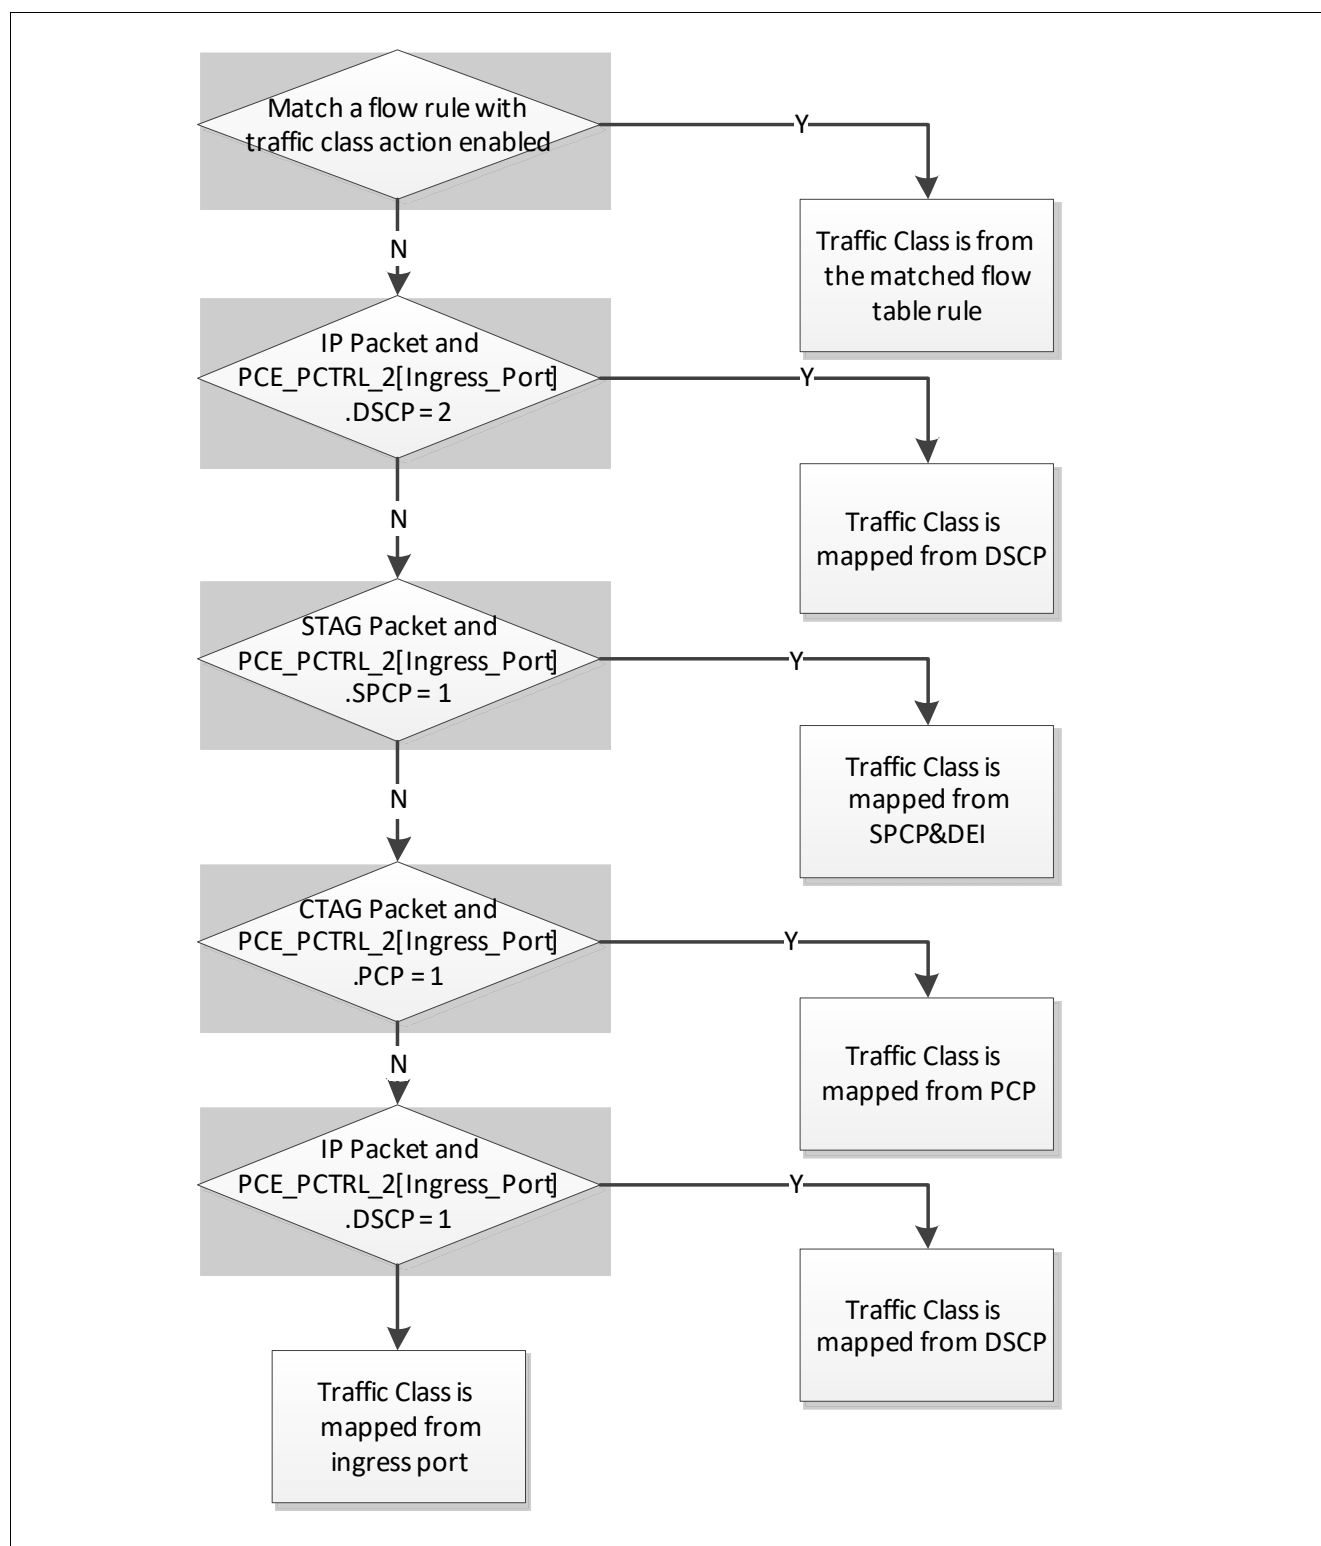 Match a flow rule with
traffic class action enabled
Y
Traffic Class is from
the matched flow
table rule
N
IP Packet and
PCE_PCTRL_2[Ingress_Port]
.DSCP = 2
Y
Traffic Class is
mapped from DSCP
N
STAG Packet and
PCE_PCTRL_2[Ingress_Port]
.SPCP = 1
Y
Traffic Class is
mapped from
SPCP&DEI
N
CTAG Packet and
PCE_PCTRL_2[Ingress_Port]
.PCP = 1
Y
Traffic Class is
mapped from PCP
N
IP Packet and
PCE_PCTRL_2[Ingress_Port]
.DSCP = 1
Y
Traffic Class is
mapped from DSCP
Traffic Class is
mapped from
ingress port